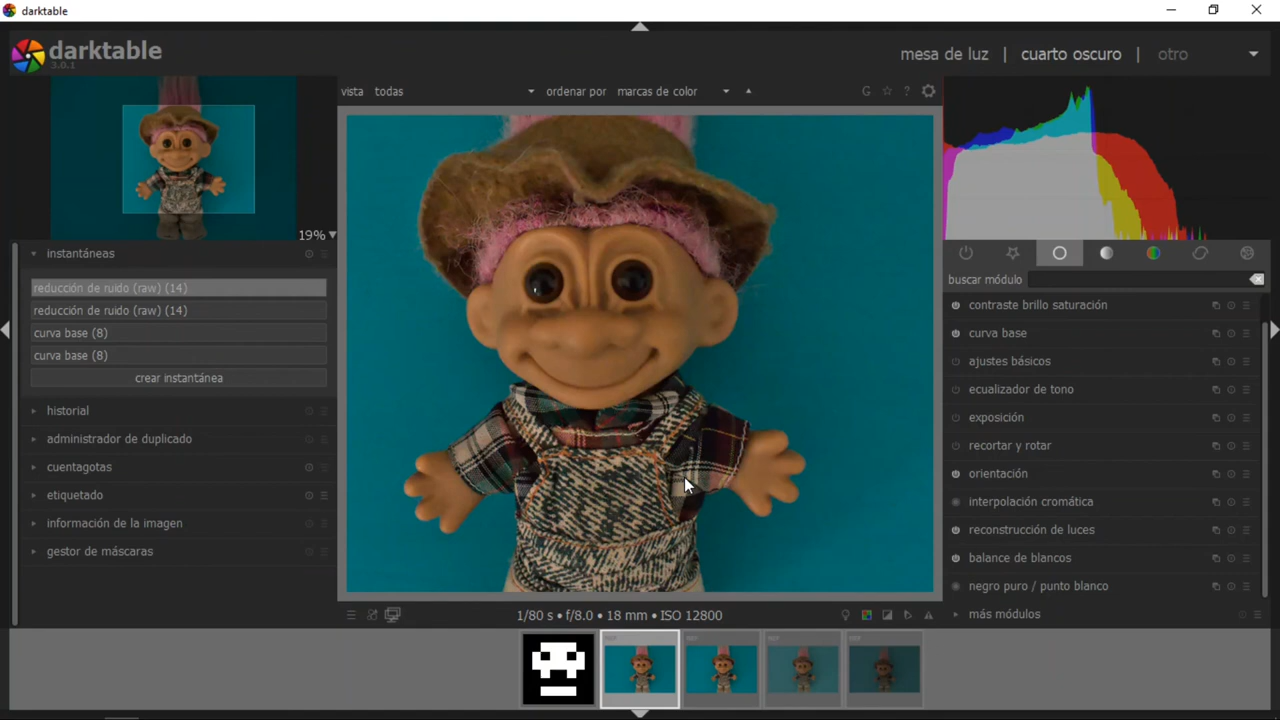 darktable
darktable
3.0.1
mesa de luz | cuarto oscuro | otro
vista todas ordenar por marcas de color
19%
instantáneas
reducción de ruido (raw) (14)
reducción de ruido (raw) (14)
curva base (8)
curva base (8)
crear instantánea
historial
administrador de duplicado
cuentagotas
etiquetado
información de la imagen
gestor de máscaras
buscar módulo
contraste brillo saturación
curva base
ajustes básicos
ecualizador de tono
exposición
recortar y rotar
orientación
interpolación cromática
reconstrucción de luces
balance de blancos
negro puro / punto blanco
más módulos
1/80 s • f/8.0 • 18 mm • ISO 12800